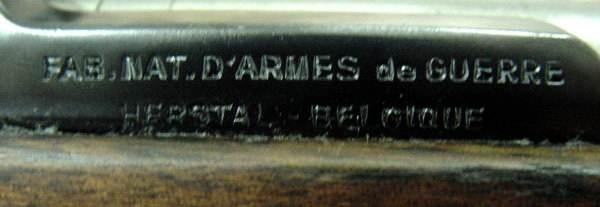 FAB. NAT. D'ARMES de GUERRE
HERSTAL-BELGIQUE